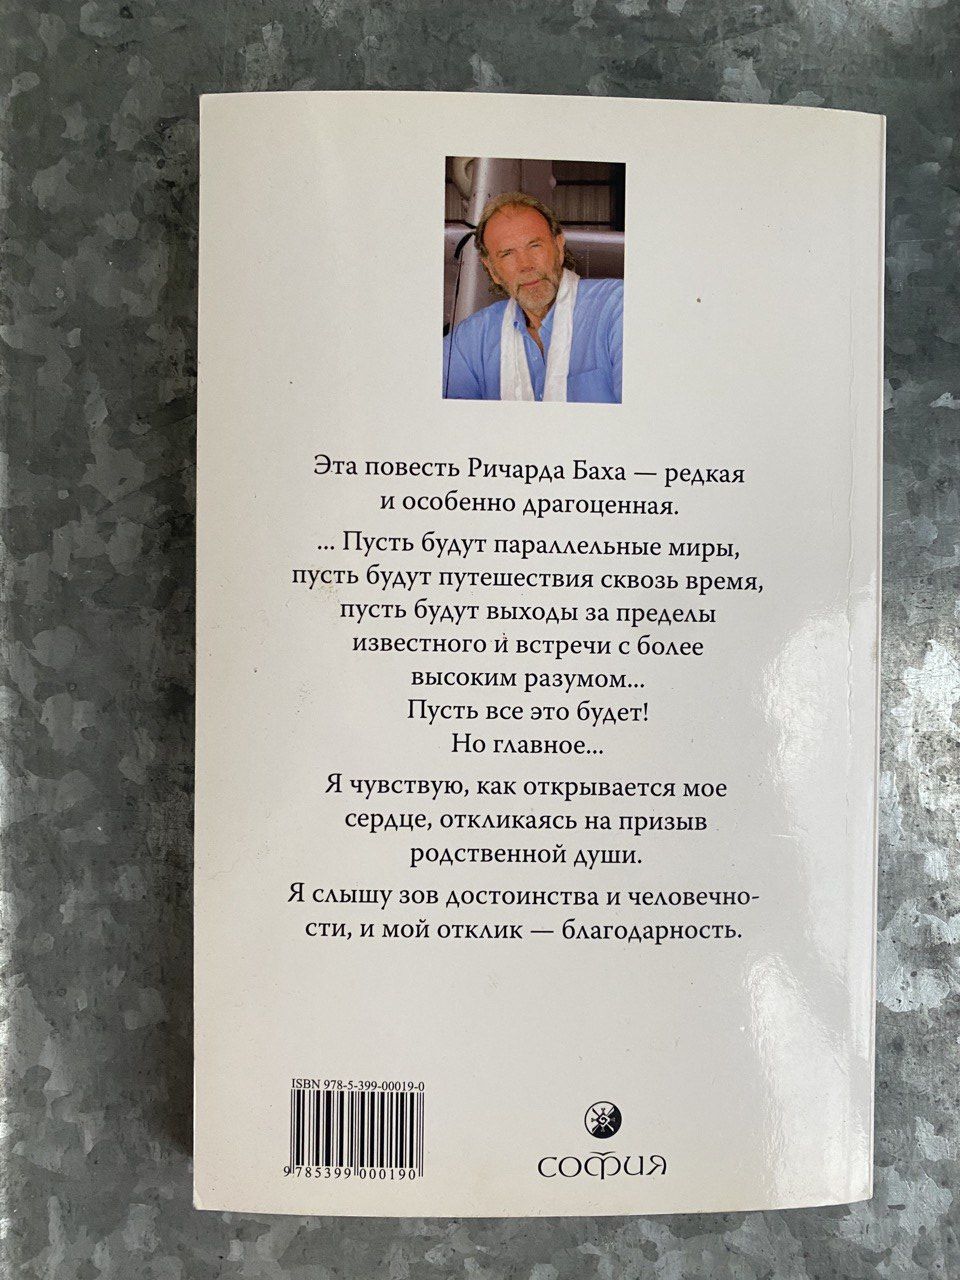 Эта повесть Ричарда Баха — редкая
и особенно драгоценная.
... Пусть будут параллельные миры,
пусть будут путешествия сквозь время,
пусть будут выходы за пределы
известного и встречи с более
высоким разумом...
Пусть все это будет!
Но главное...
Я чувствую, как открывается мое
сердце, откликаясь на призыв
родственной души.
Я слышу зов достоинства и человечно-
сти, и мой отклик — благодарность.
ISBN 978-5-399-00019-0
9 785399 000190
СОФИЯ